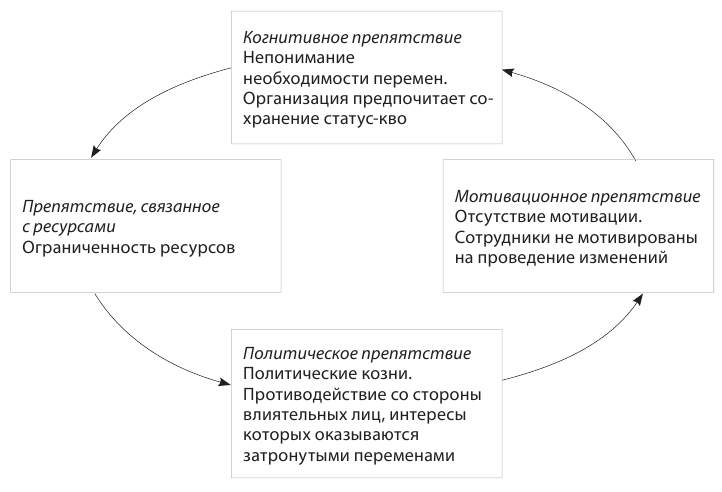 Когнитивное препятствие
Непонимание
необходимости перемен.
Организация предпочитает со-
хранение статус-кво
Препятствие, связанное
с ресурсами
Ограниченность ресурсов
Мотивационное препятствие
Отсутствие мотивации.
Сотрудники не мотивированы
на проведение изменений
Политическое препятствие
Политические козни.
Противодействие со стороны
влиятельных лиц, интересы
которых оказываются
затронутыми переменами